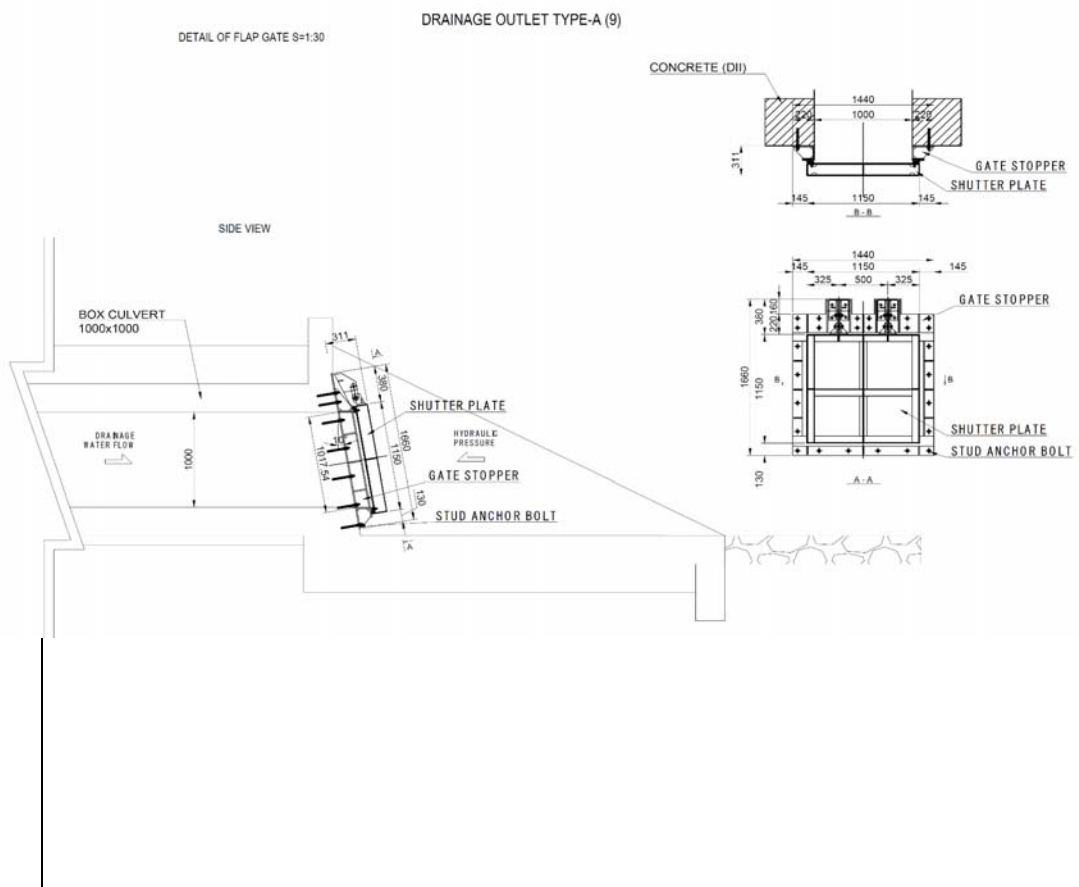 DRAINAGE OUTLET TYPE-A (9)
DETAIL OF FLAP GATE S=1:30
CONCRETE (DII)
1440
220 1000 220
311
GATE STOPPER
SHUTTER PLATE
145 1150 145
B - B
SIDE VIEW
1440
145 1150 145
325 500 325
GATE STOPPER
160
380
220
1660
1150
B
B
SHUTTER PLATE
STUD ANCHOR BOLT
130
A - A
BOX CULVERT
1000x1000
311
A
380
SHUTTER PLATE
DRAINAGE
WATER FLOW
1000
10
1017.54
1660
1150
HYDRAULIC
PRESSURE
GATE STOPPER
130
STUD ANCHOR BOLT
A